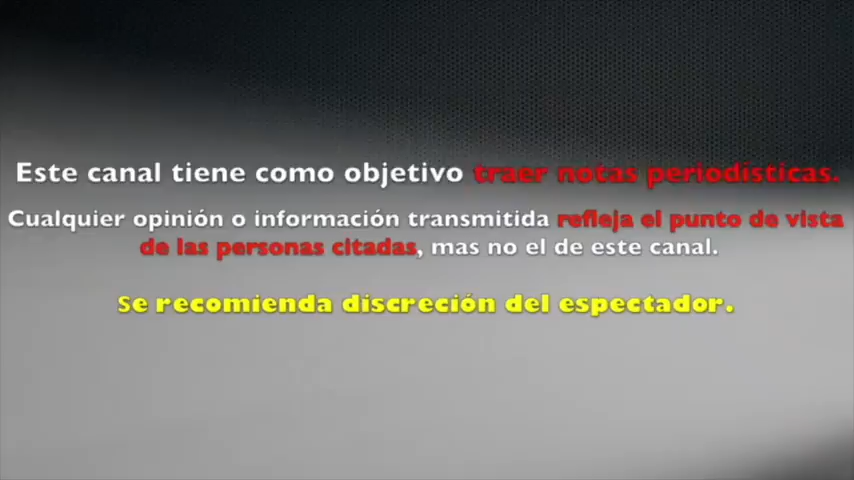 Este canal tiene como objetivo traer notas periodísticas.
Cualquier opinión o información transmitida refleja el punto de vista
de las personas citadas, mas no el de este canal.
Se recomienda discreción del espectador.